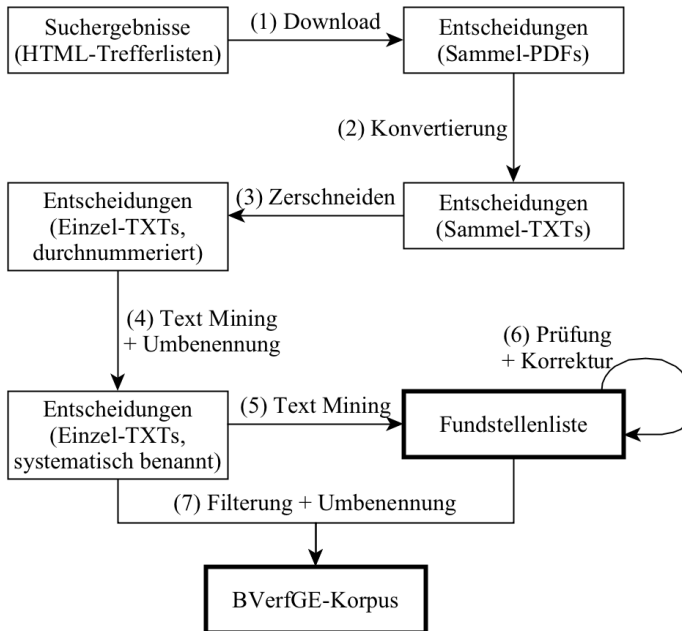 Suchergebnisse
(HTML-Trefferlisten)
(1) Download
Entscheidungen
(Sammel-PDFs)
(2) Konvertierung
Entscheidungen
(Sammel-TXTs)
(3) Zerschneiden
Entscheidungen
(Einzel-TXTs,
durchnummeriert)
(4) Text Mining
+ Umbenennung
Entscheidungen
(Einzel-TXTs,
systematisch benannt)
(5) Text Mining
Fundstellenliste
(6) Prüfung
+ Korrektur
(7) Filterung + Umbenennung
BVerfGE-Korpus